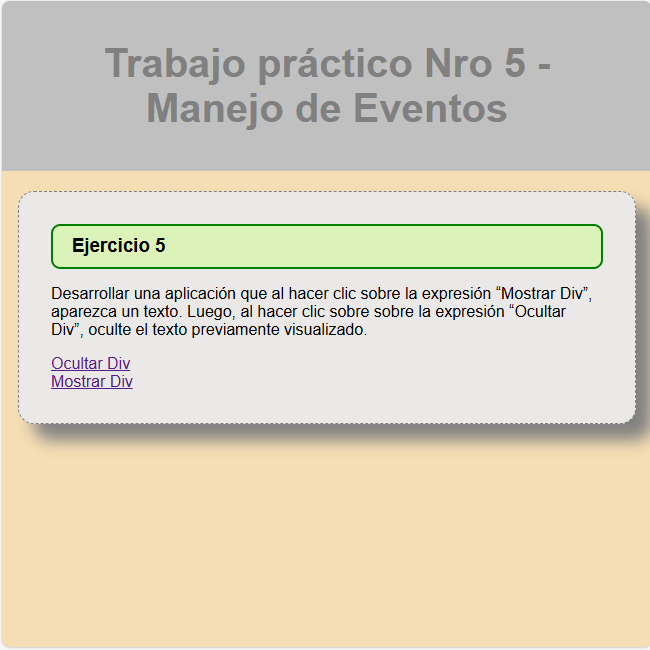 Trabajo práctico Nro 5 -
Manejo de Eventos
Ejercicio 5
Desarrollar una aplicación que al hacer clic sobre la expresión “Mostrar Div”,
aparezca un texto. Luego, al hacer clic sobre sobre la expresión “Ocultar
Div”, oculte el texto previamente visualizado.
Ocultar Div
Mostrar Div